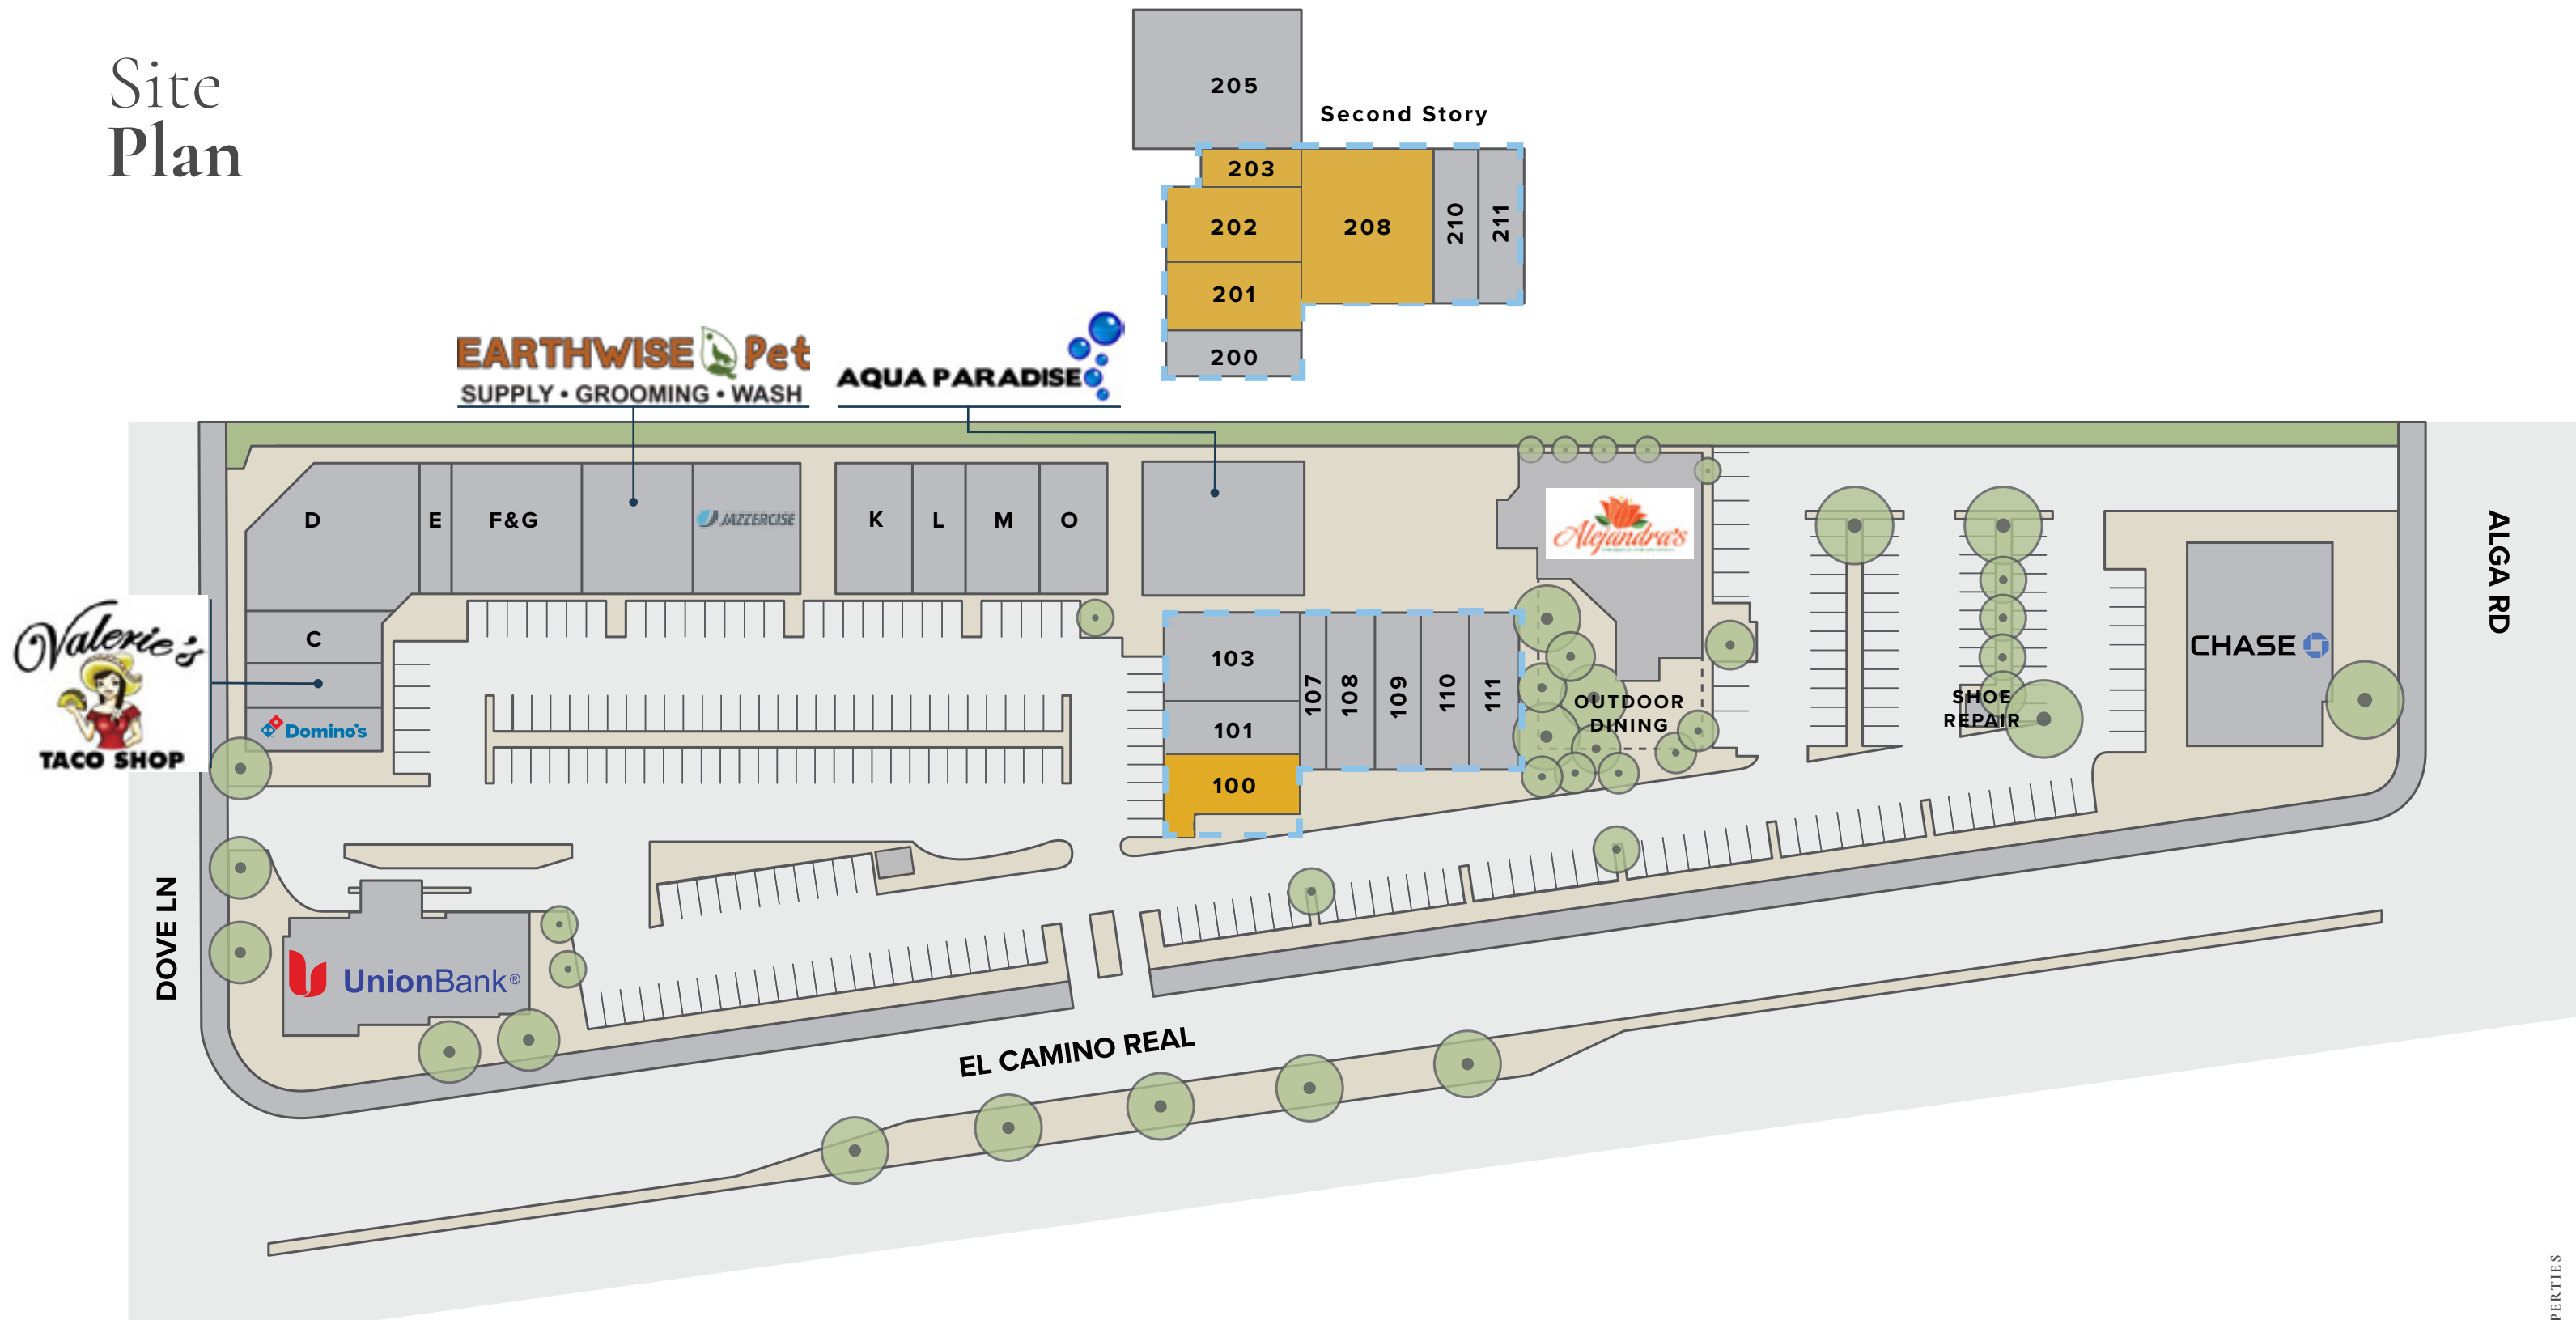 Site
Plan
205
Second Story
203
202
208
210
211
201
200
EARTHWISE Pet
SUPPLY • GROOMING • WASH
AQUA PARADISE
D
E
F&G
JAZZERCISE
K
L
M
O
Alejandra's
C
Valerie's
TACO SHOP
Domino's
103
101
100
107
108
109
110
111
OUTDOOR
DINING
SHOE
REPAIR
CHASE
ALGA RD
DOVE LN
UnionBank®
EL CAMINO REAL
PERTIES